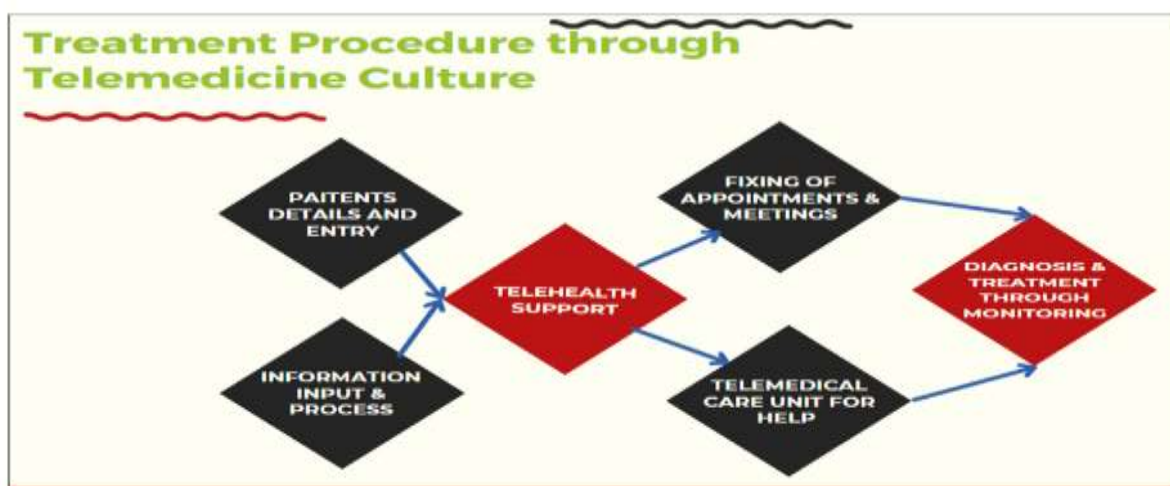 Treatment Procedure through
Telemedicine Culture
PAITENTS
DETAILS AND
ENTRY
INFORMATION
INPUT &
PROCESS
TELEHEALTH
SUPPORT
FIXING OF
APPOINTMENTS &
MEETINGS
TELEMEDICAL
CARE UNIT FOR
HELP
DIAGNOSIS &
TREATMENT
THROUGH
MONITORING